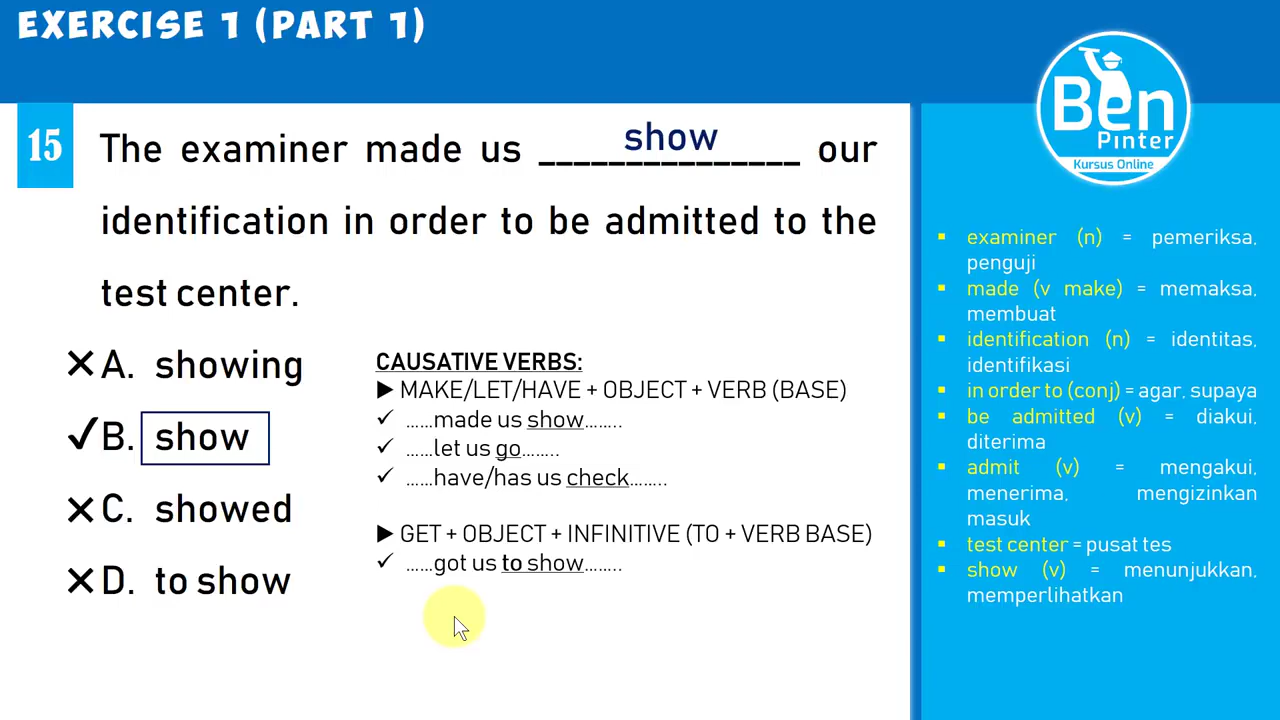 EXERCISE 1 (PART 1)
15
The examiner made us _______________ our
show
identification in order to be admitted to the
test center.
A. showing
B. show
C. showed
D. to show
CAUSATIVE VERBS:
MAKE/LET/HAVE + OBJECT + VERB (BASE)
……made us show……..
……let us go……..
……have/has us check……..
GET + OBJECT + INFINITIVE (TO + VERB BASE)
……got us to show……..
Ben
Pinter
Kursus Online
examiner (n) = pemeriksa,
penguji
made (v make) = memaksa,
membuat
identification (n) = identitas,
identifikasi
in order to (conj) = agar, supaya
be admitted (v) = diakui,
diterima
admit (v) = mengakui,
menerima, mengizinkan
masuk
test center = pusat tes
show (v) = menunjukkan,
memperlihatkan